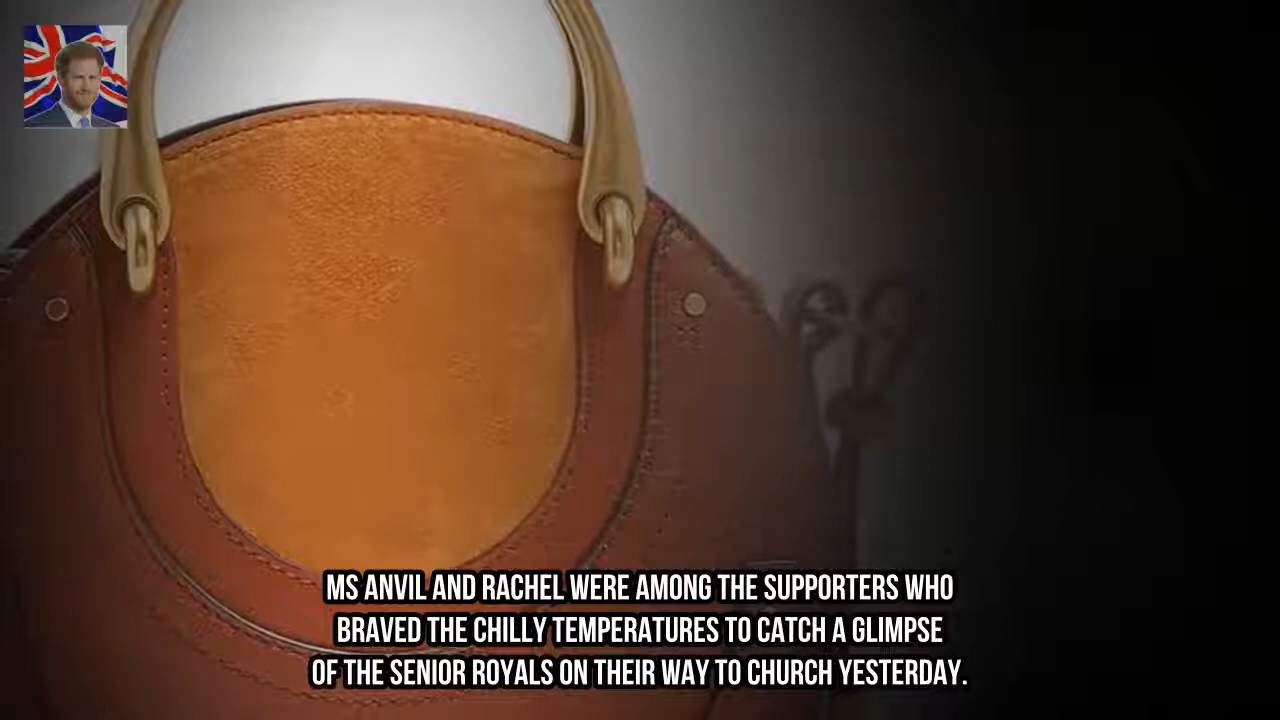 MS ANVIL AND RACHEL WERE AMONG THE SUPPORTERS WHO
BRAVED THE CHILLY TEMPERATURES TO CATCH A GLIMPSE
OF THE SENIOR ROYALS ON THEIR WAY TO CHURCH YESTERDAY.